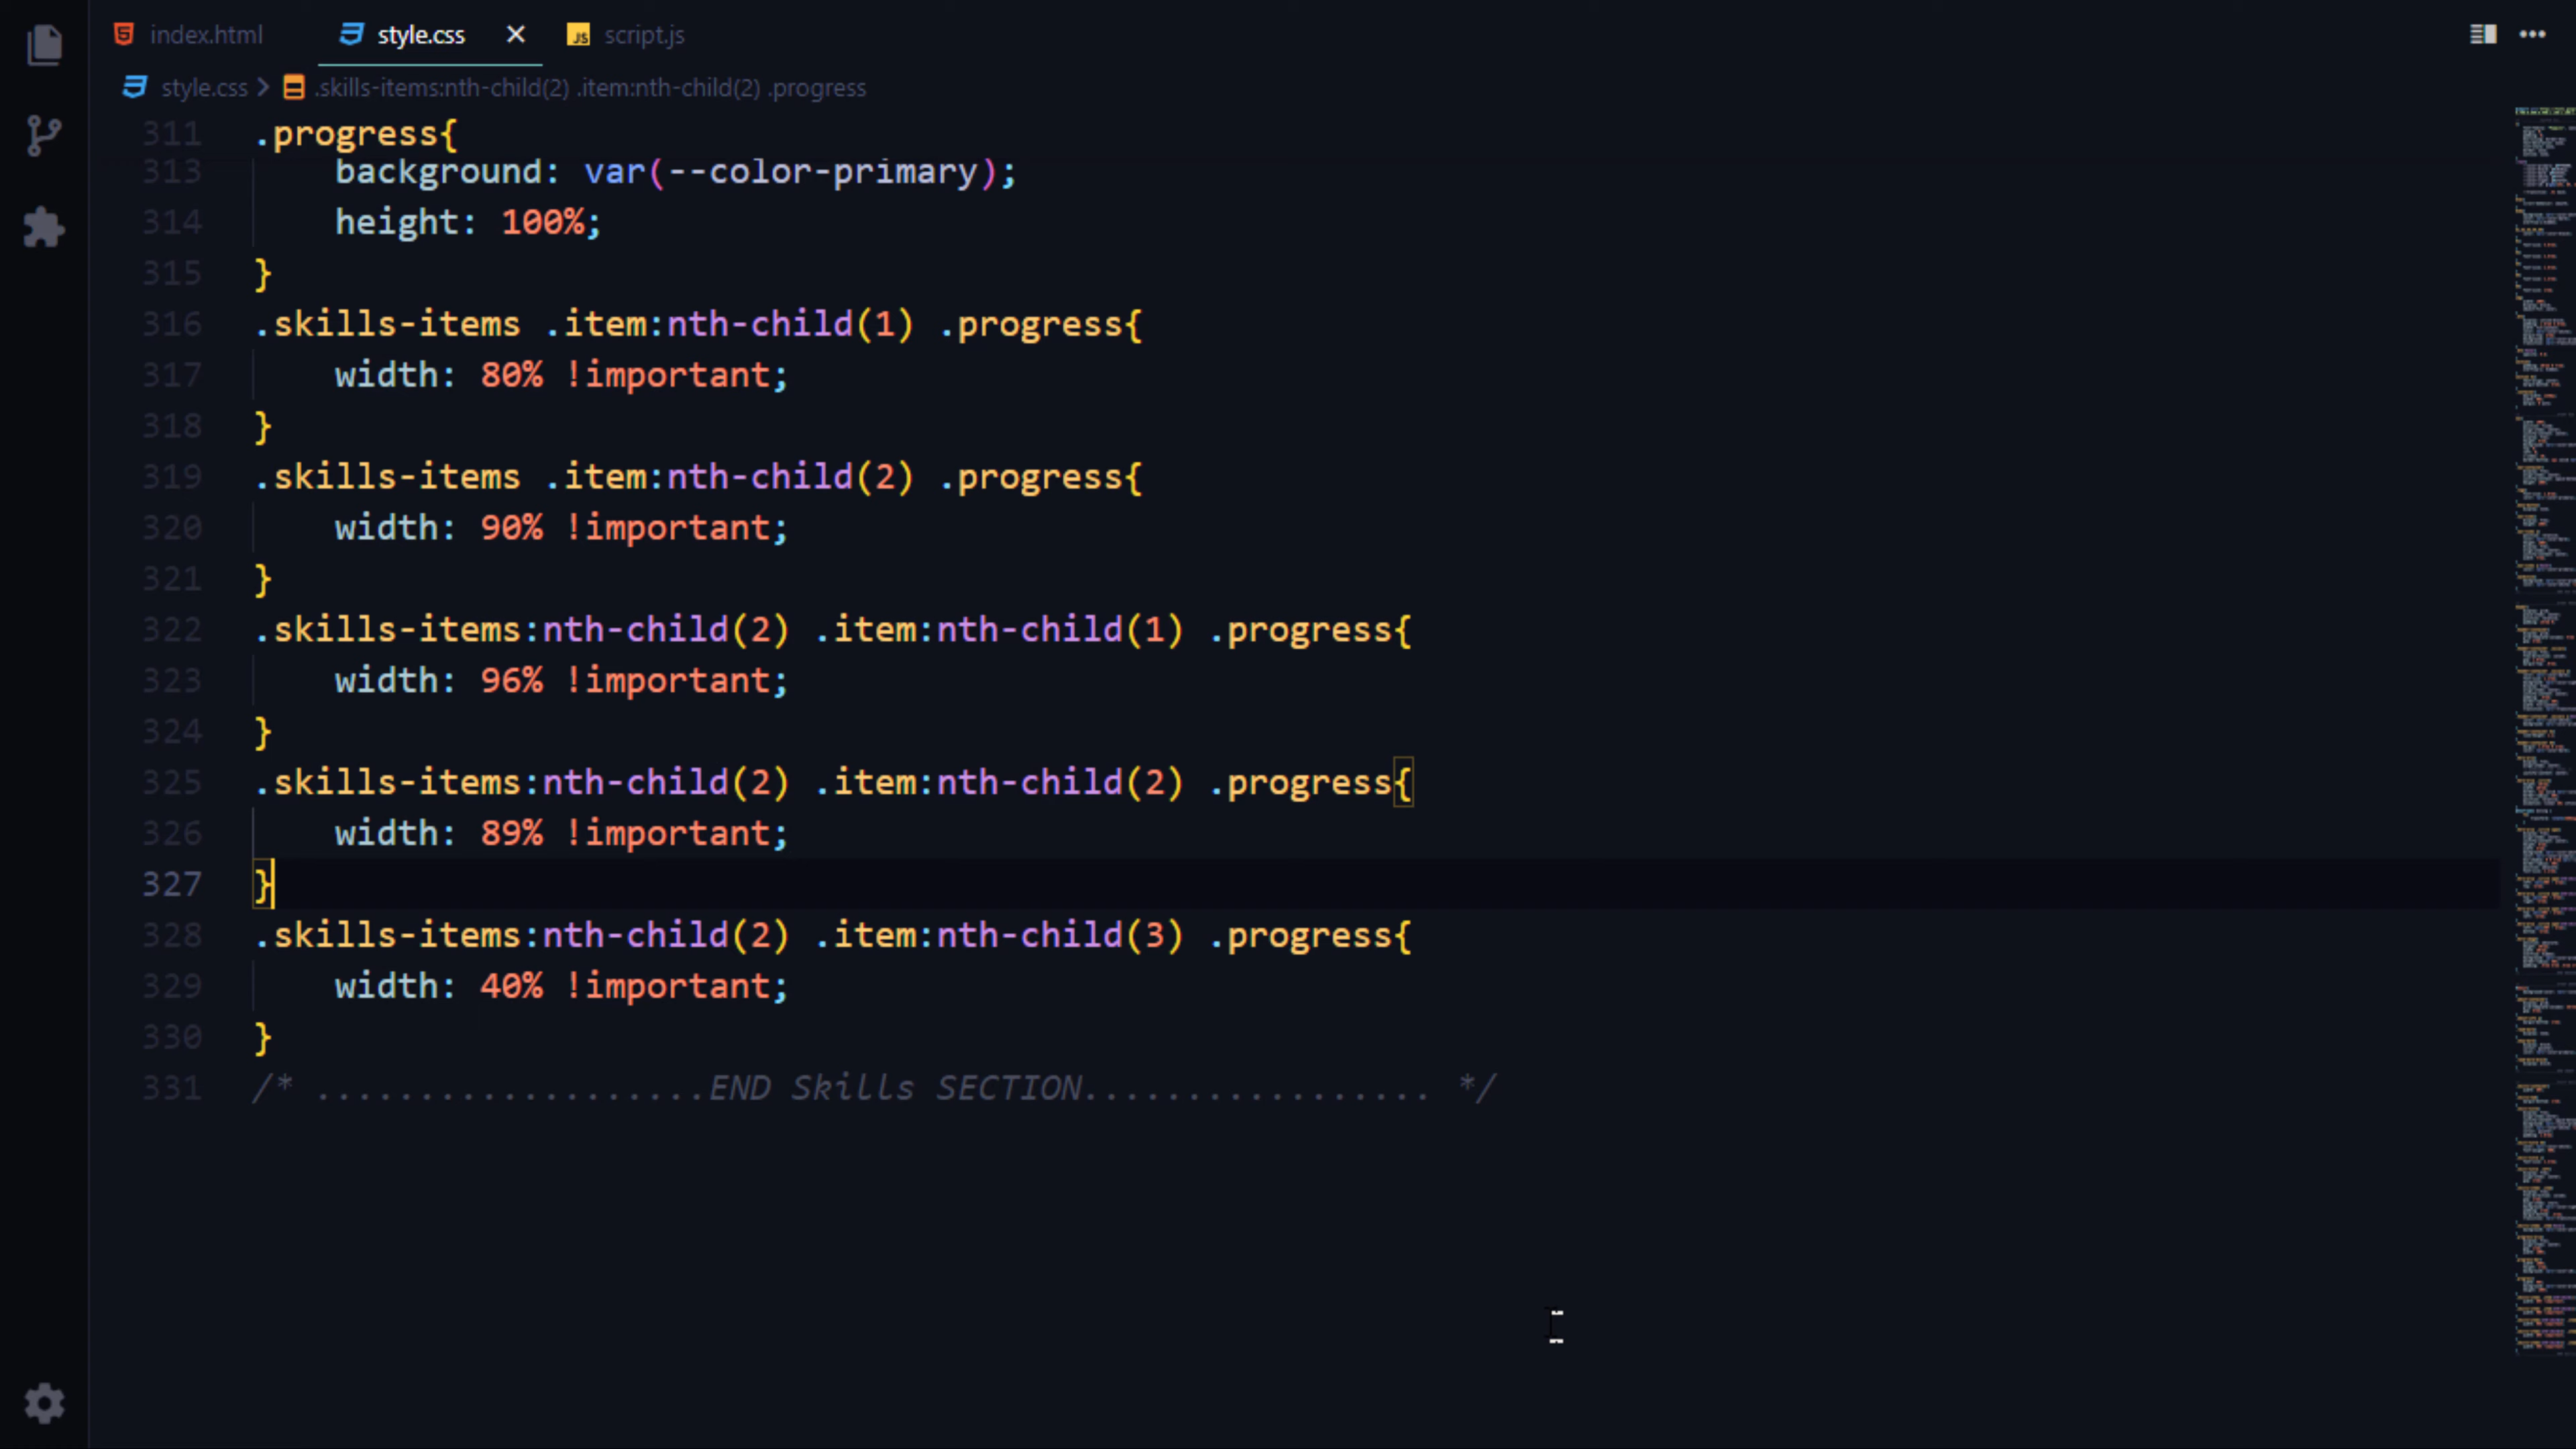 index.html style.css script.js
style.css > .skills-items:nth-child(2) .item:nth-child(2) .progress
311 .progress{
313 background: var(--color-primary);
314 height: 100%;
315 }
316 .skills-items .item:nth-child(1) .progress{
317 width: 80% !important;
318 }
319 .skills-items .item:nth-child(2) .progress{
320 width: 90% !important;
321 }
322 .skills-items:nth-child(2) .item:nth-child(1) .progress{
323 width: 96% !important;
324 }
325 .skills-items:nth-child(2) .item:nth-child(2) .progress{
326 width: 89% !important;
327 }
328 .skills-items:nth-child(2) .item:nth-child(3) .progress{
329 width: 40% !important;
330 }
331 /* ...................END Skills SECTION................. */